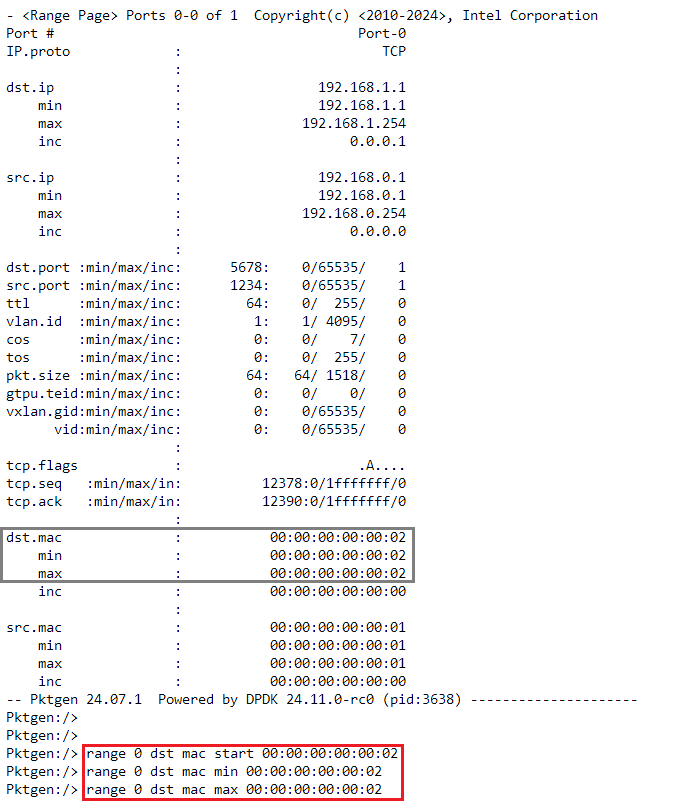 - <Range Page> Ports 0-0 of 1  Copyright(c) <2010-2024>, Intel Corporation
Port #                                      Port-0
IP.proto             :                         TCP
                     :
dst.ip               :                 192.168.1.1
    min              :                 192.168.1.1
    max              :               192.168.1.254
    inc              :                     0.0.0.1
                     :
src.ip               :                 192.168.0.1
    min              :                 192.168.0.1
    max              :               192.168.0.254
    inc              :                     0.0.0.0
                     :
dst.port :min/max/inc:      5678:    0/65535/    1
src.port :min/max/inc:      1234:    0/65535/    1
ttl      :min/max/inc:        64:    0/  255/    0
vlan.id  :min/max/inc:         1:    1/ 4095/    0
cos      :min/max/inc:         0:    0/    7/    0
tos      :min/max/inc:         0:    0/  255/    0
pkt.size :min/max/inc:        64:   64/ 1518/    0
gtpu.teid:min/max/inc:         0:    0/    0/    0
vxlan.gid:min/max/inc:         0:    0/65535/    0
      vid:min/max/inc:         0:    0/65535/    0
                     :
tcp.flags            :                      .A....
tcp.seq   :min/max/in:          12378:0/1fffffff/0
tcp.ack   :min/max/in:          12390:0/1fffffff/0
                     :
dst.mac              :           00:00:00:00:00:02
    min              :           00:00:00:00:00:02
    max              :           00:00:00:00:00:02
    inc              :           00:00:00:00:00:00
                     :
src.mac              :           00:00:00:00:00:01
    min              :           00:00:00:00:00:01
    max              :           00:00:00:00:00:01
    inc              :           00:00:00:00:00:00
-- Pktgen 24.07.1  Powered by DPDK 24.11.0-rc0 (pid:3638) ---------------------
Pktgen:/>
Pktgen:/>
Pktgen:/> range 0 dst mac start 00:00:00:00:00:02
Pktgen:/> range 0 dst mac min 00:00:00:00:00:02
Pktgen:/> range 0 dst mac max 00:00:00:00:00:02